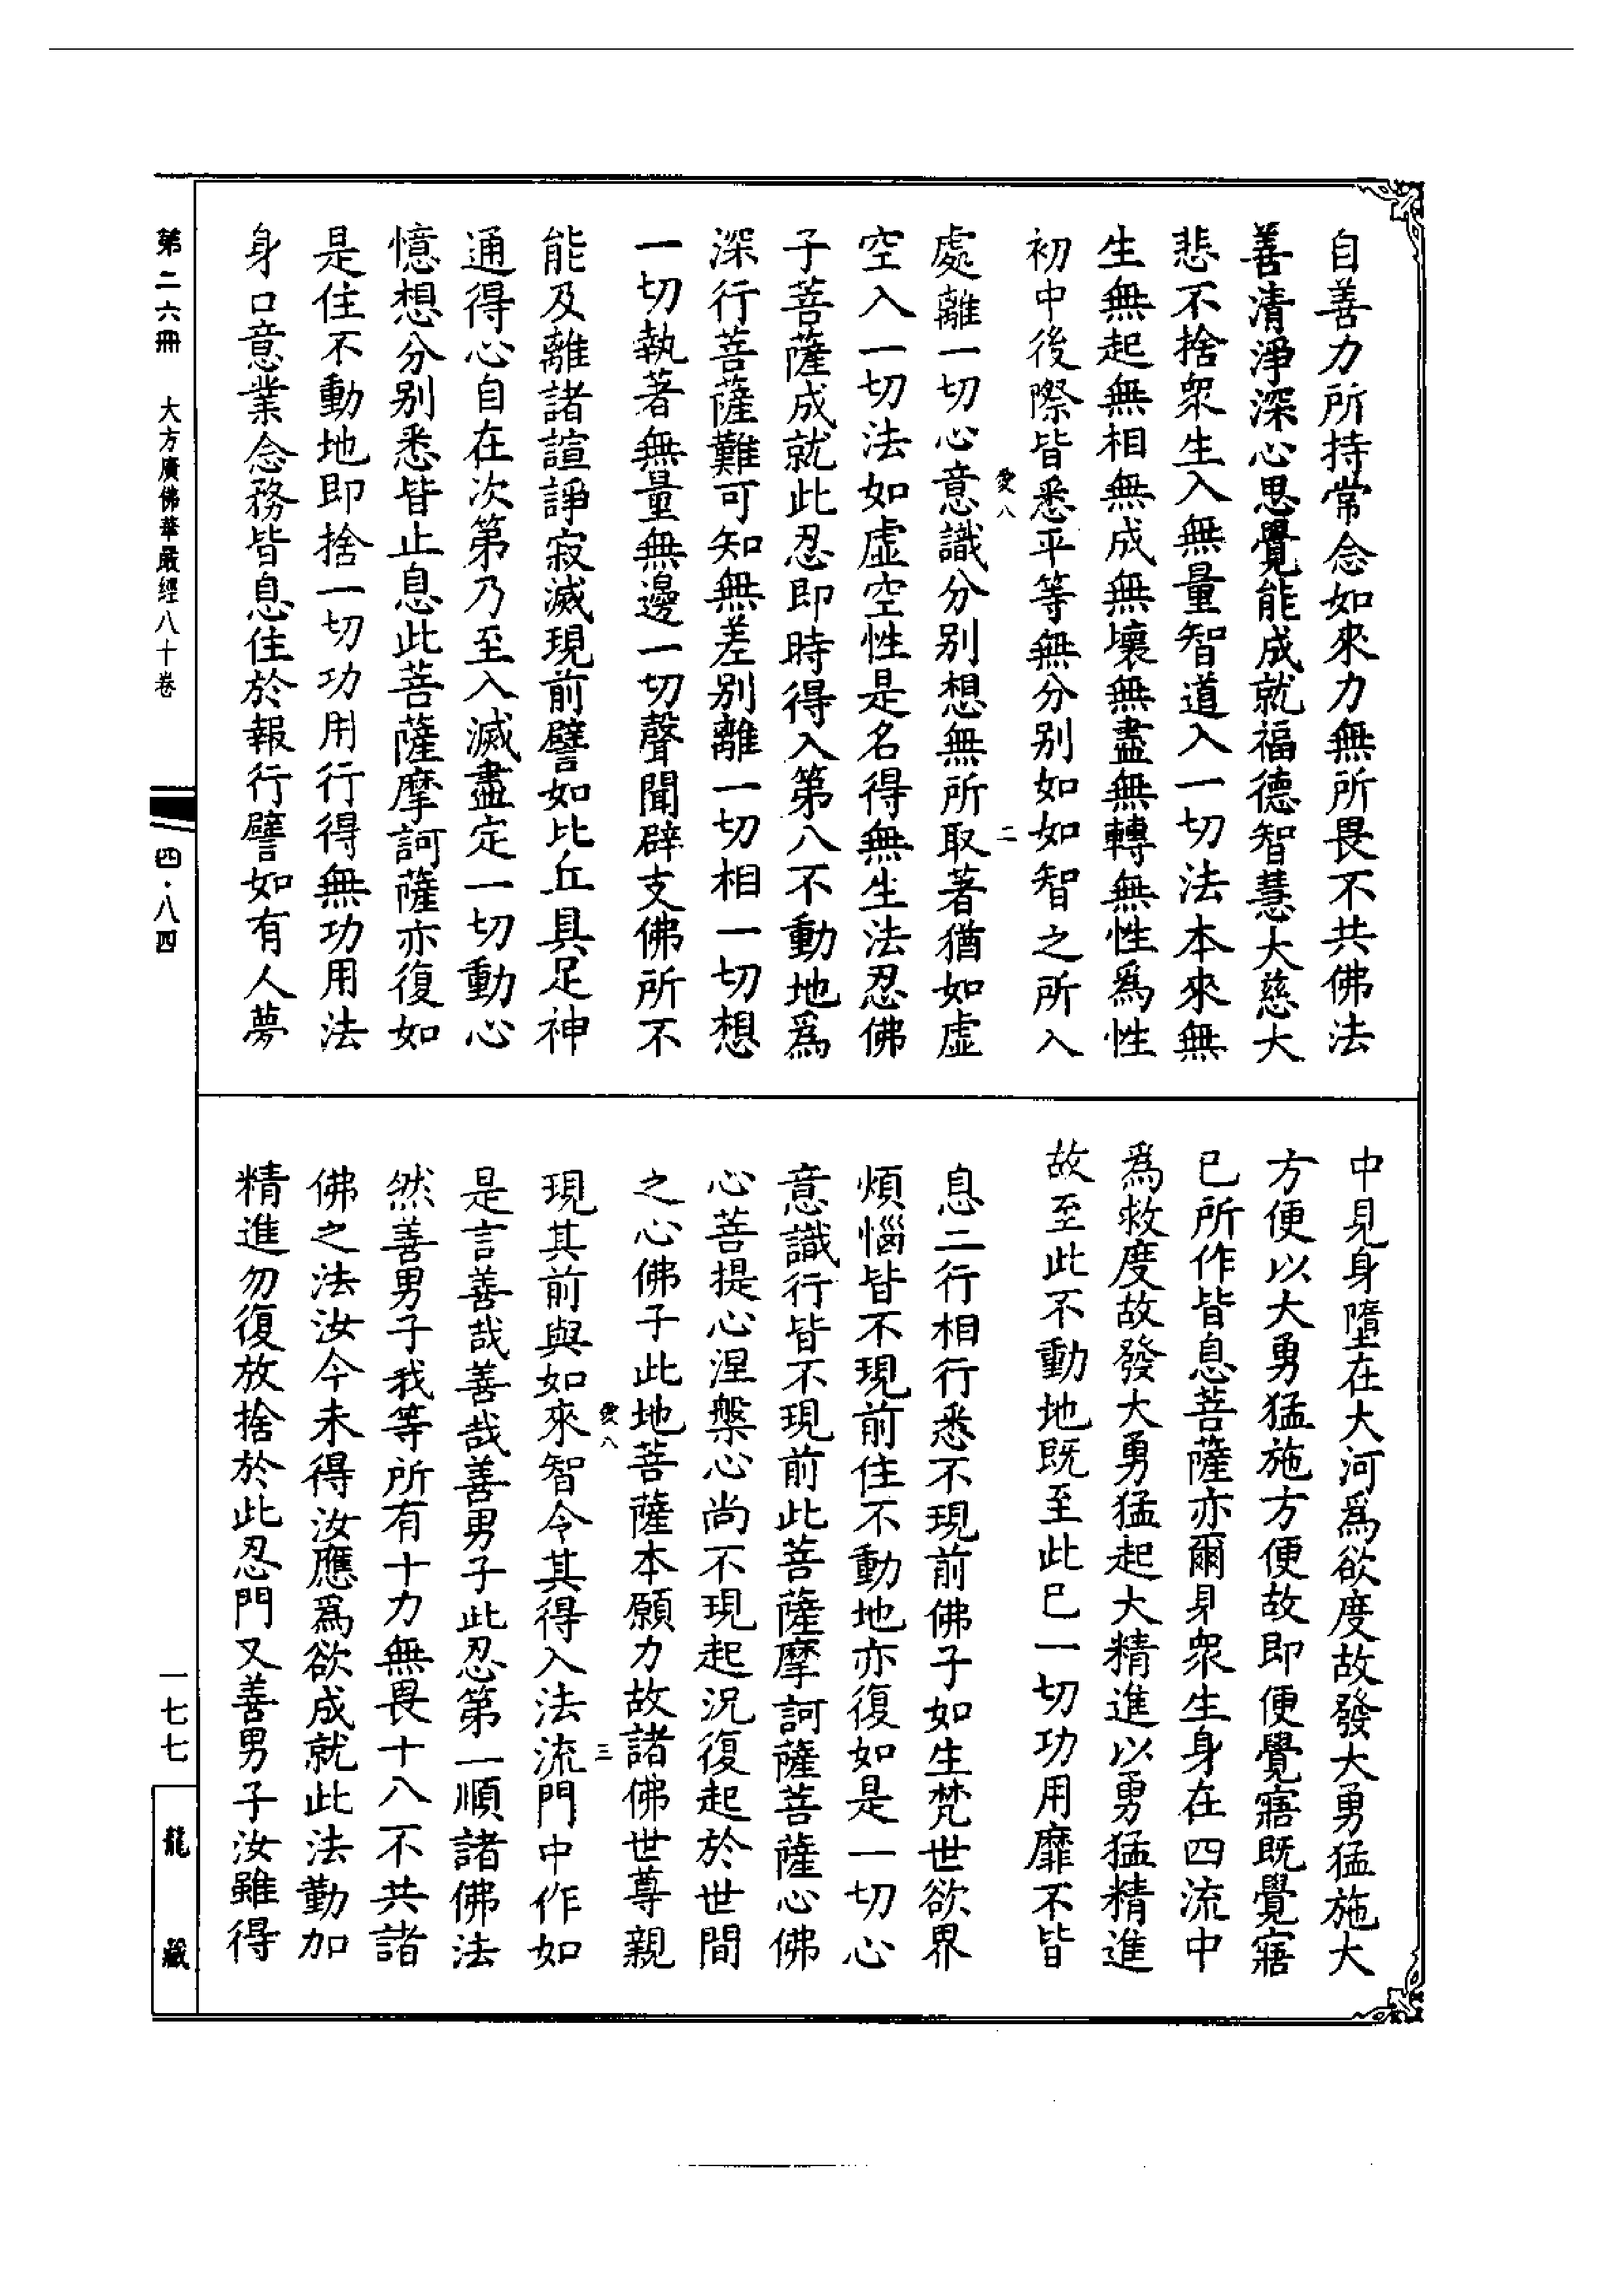 自善力所持常念如來力無所畏不共佛法
善清淨深心思覺能成就福德智慧大慈大
悲不捨衆生入無量智道入一切法本來無
生無起無相無成無壞無盡無轉無性爲性
初中後際皆悉平等無分别如如智之所入
愛八 二
處離一切心意識分别想無所取著猶如虛
空入一切法如虛空性是名得無生法忍佛
子菩薩成就此忍即時得入第八不動地爲
深行菩薩難可知無差别離一切相一切想
一切執著無量無邊一切聲聞辟支佛所不
能及離諸諠諍寂滅現前譬如比丘具足神
通得心自在次第乃至入滅盡定一切動心
憶想分别悉皆止息此菩薩摩訶薩亦復如
是住不動地即捨一切功用行得無功用法
身口意業念務皆息住於報行譬如有人夢
中見身墮在大河爲欲度故發大勇猛施大
方便以大勇猛施方便故即便覺寤既覺寤
已所作皆息菩薩亦爾見衆生身在四流中
爲救度故發大勇猛起大精進以勇猛精進
故至此不動地既至此已一切功用靡不皆
息二行相行悉不現前佛子如生梵世欲界
煩惱皆不現前住不動地亦復如是一切心
意識行皆不現前此菩薩摩訶薩菩薩心佛
心菩提心涅槃心尚不現起況復起於世間
之心佛子此地菩薩本願力故諸佛世尊親
愛八 三
現其前與如來智令其得入法流門中作如
是言善哉善哉善男子此忍第一順諸佛法
然善男子我等所有十力無畏十八不共諸
佛之法汝今未得汝應爲欲成就此法勤加
精進勿復放捨於此忍門又善男子汝雖得
第二六冊 大方廣佛華嚴經八十卷
四·八四
一七七
龍藏